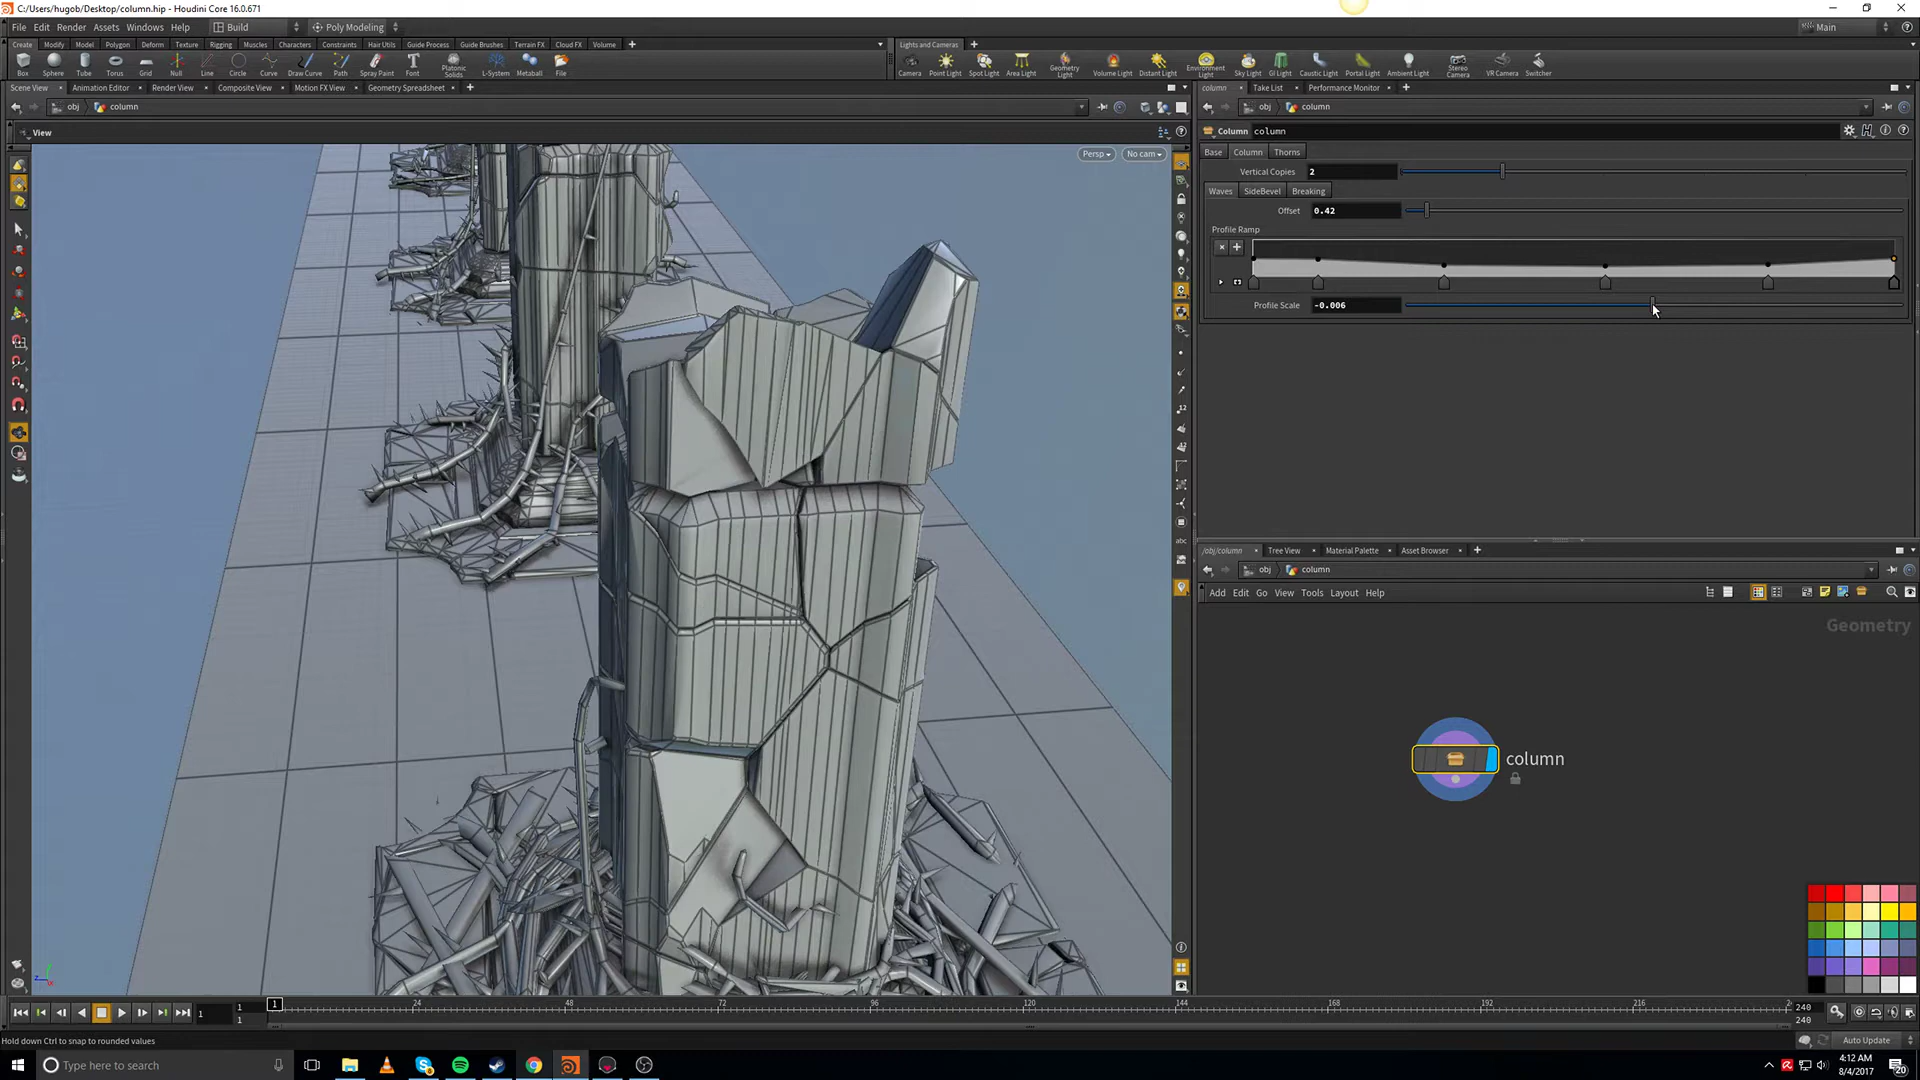 C:/Users/hugob/Desktop/column.hip - Houdini Core 16.0.671
File Edit Render Assets Windows Help Build Poly Modeling Main
Create Modify Model Polygon Deform Texture Rigging Muscles Characters Constraints Hair Utils Guide Process Guide Brushes Terrain FX Cloud FX Volume Lights and Cameras
Box Sphere Tube Torus Grid Null Line Circle Curve Draw Curve Path Spray Paint Font Platonic Solids L-System Metaball File Camera Point Light Spot Light Area Light Geometry Light Volume Light Distant Light Environment Light Sky Light GI Light Caustic Light Portal Light Ambient Light Stereo Camera VR Camera Switcher
Scene View Animation Editor Render View Composite View Motion FX View Geometry Spreadsheet column Take List Performance Monitor
obj column obj column
View Column column
Persp No cam Base Column Thorns
Vertical Copies 2
Waves SideBevel Breaking
Offset 0.42
Profile Ramp
Profile Scale -0.006
/obj/column Tree View Material Palette Asset Browser
obj column
Add Edit Go View Tools Layout Help
Geometry
column
1 1 1 1 24 48 72 96 120 144 168 192 216 2 240 240
Hold down Ctrl to snap to rounded values Auto Update
Type here to search 4:12 AM
8/4/2017 20